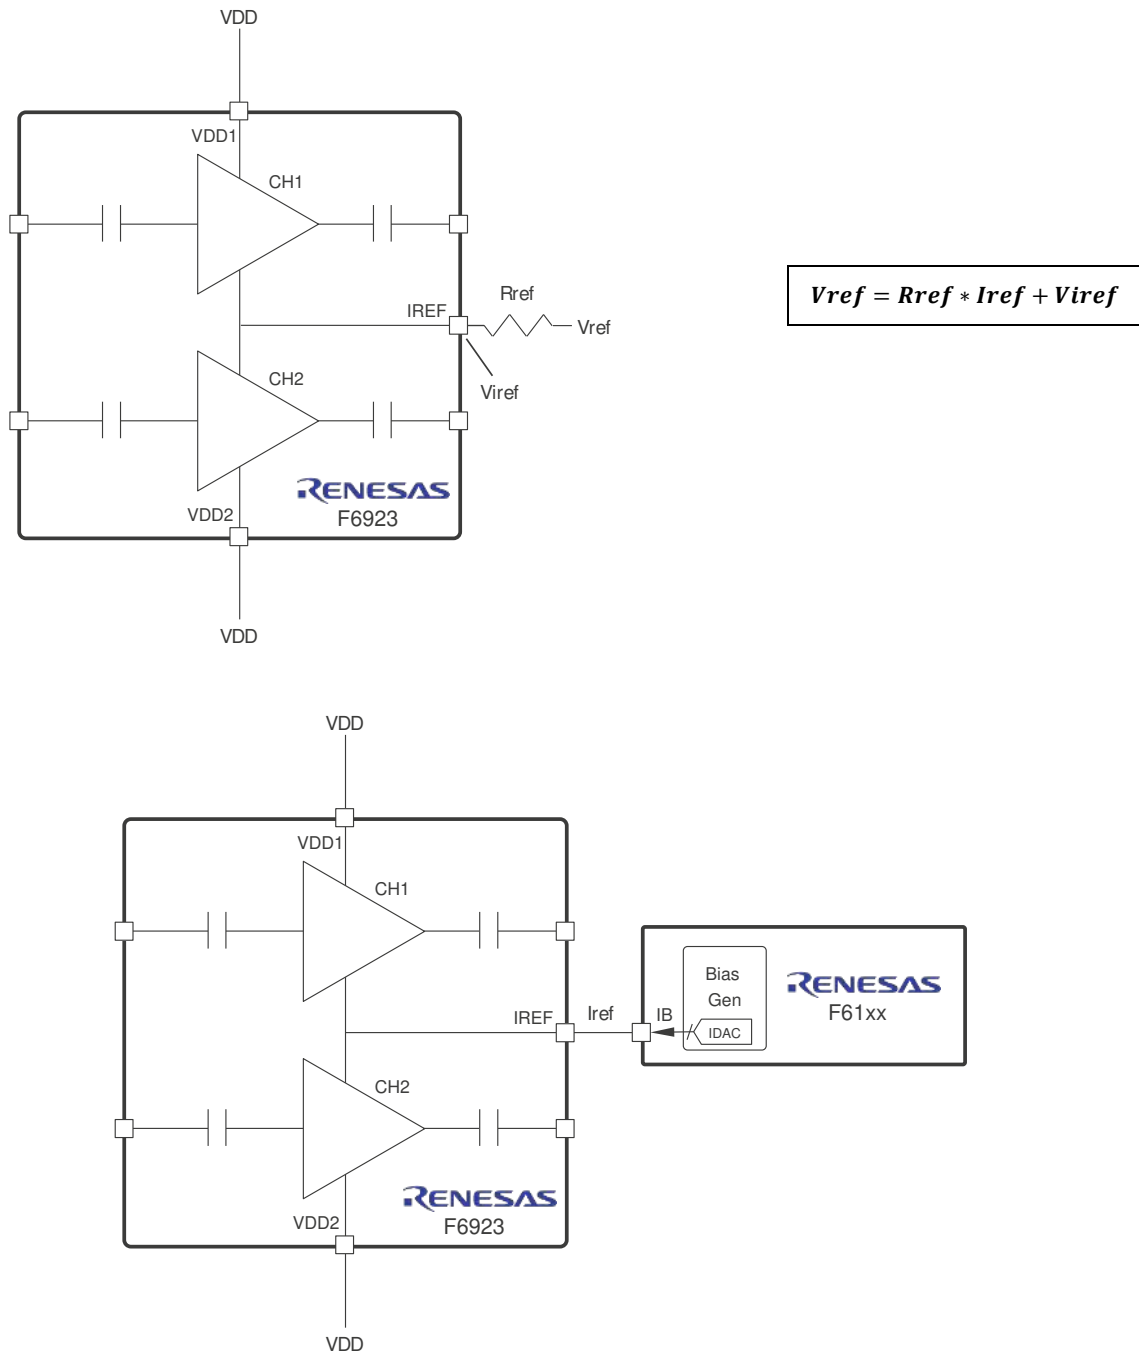 VDD
VDD1
CH1
IREF
Rref
Vref
Viref
CH2
RENESAS
F6923
VDD2
VDD
Vref = Rref * Iref + Viref
VDD
VDD1
CH1
IREF
Iref
IB
Bias
Gen
IDAC
RENESAS
F61xx
CH2
RENESAS
F6923
VDD2
VDD